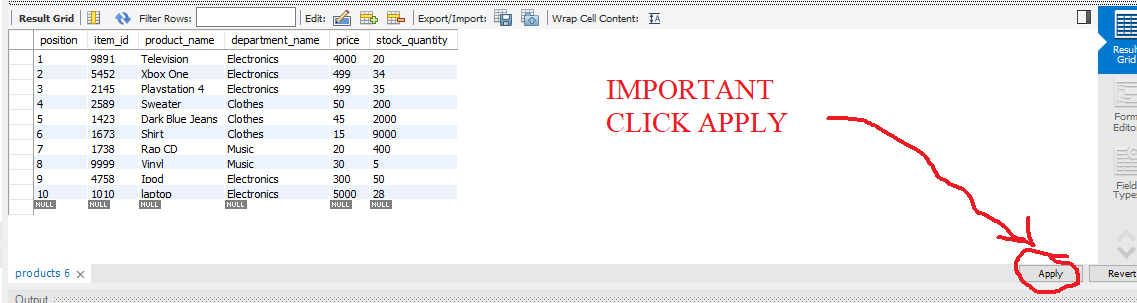 Result Grid Filter Rows: Edit: Export/Import: Wrap Cell Content:
position item_id product_name department_name price stock_quantity
1 9891 Television Electronics 4000 20
2 5452 Xbox One Electronics 499 34
3 2145 Playstation 4 Electronics 499 35
4 2589 Sweater Clothes 50 200
5 1423 Dark Blue Jeans Clothes 45 2000
6 1673 Shirt Clothes 15 9000
7 1738 Rap CD Music 20 400
8 9999 Vinyl Music 30 5
9 4758 Ipod Electronics 300 50
10 1010 laptop Electronics 5000 28
NULL NULL NULL NULL NULL NULL
IMPORTANT
CLICK APPLY
Result
Grid
Form
Editor
Field
Types
products 6
Apply Revert
Output